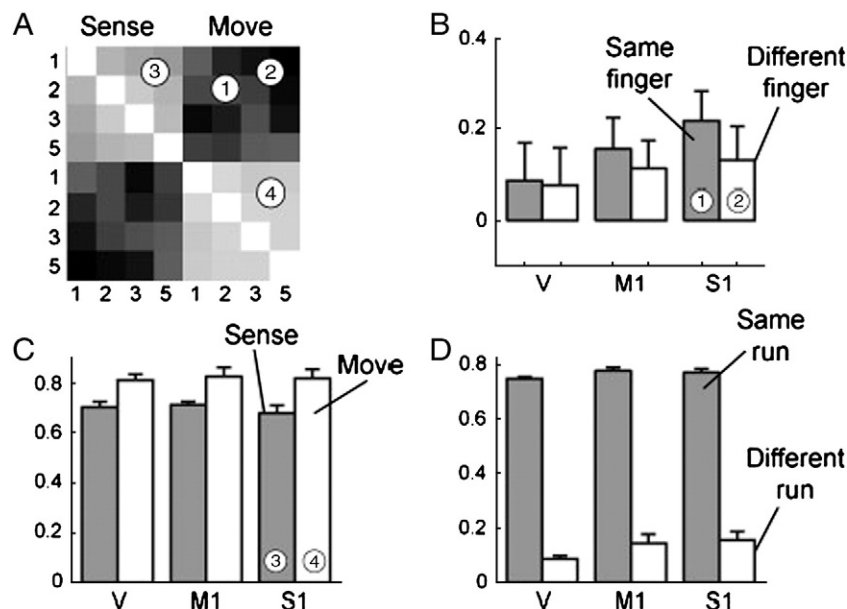 A
Sense Move
1
2
3
5
1
2
3
5
1 2 3 5 1 2 3 5
3
2
1
4
B
0.4
0.2
0
Same
finger
Different
finger
1 2
V M1 S1
C
0.8
0.6
0.4
0.2
0
Sense
Move
3 4
V M1 S1
D
0.8
0.6
0.4
0.2
0
Same
run
Different
run
V M1 S1